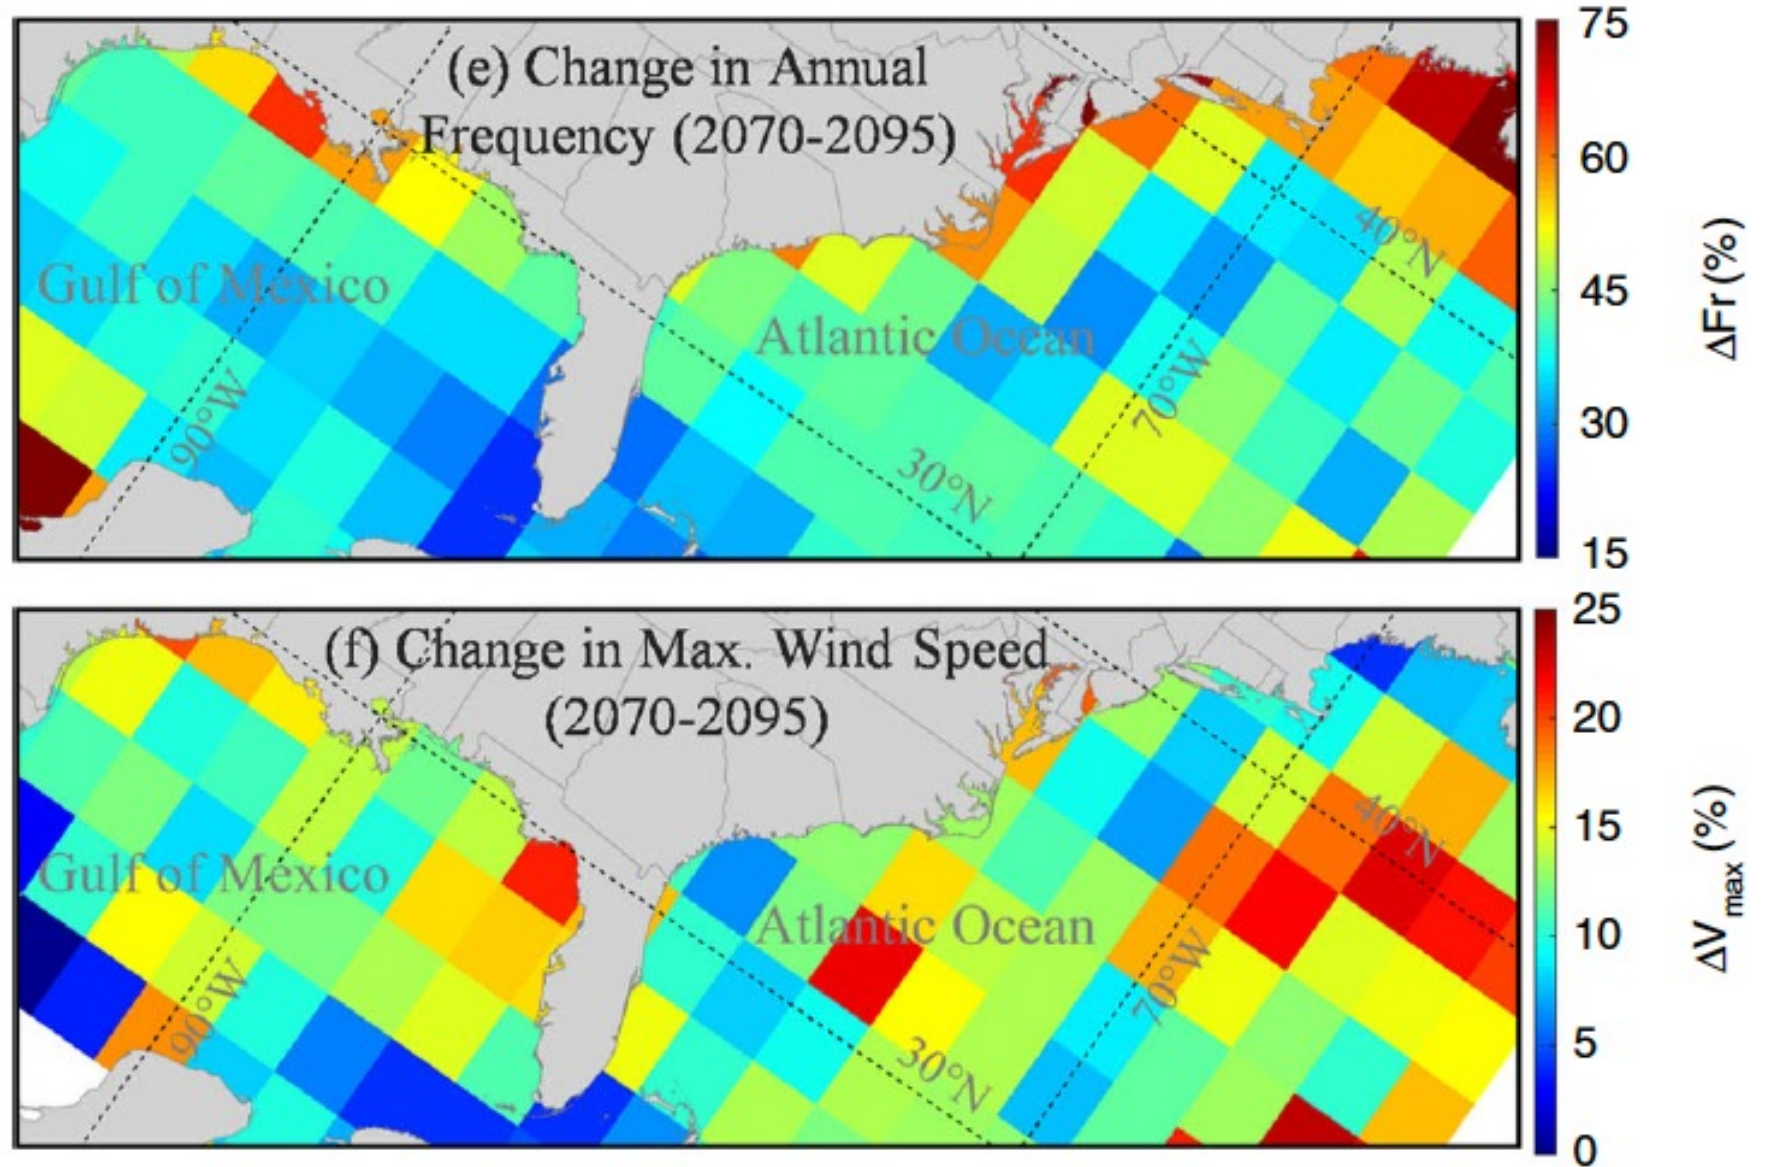 (e) Change in Annual
Frequency (2070-2095)
Gulf of Mexico
Atlantic Ocean
90°W
70°W
30°N
40°N
75
60
45
30
15
ΔFr (%)
(f) Change in Max. Wind Speed
(2070-2095)
Gulf of Mexico
Atlantic Ocean
90°W
70°W
30°N
40°N
25
20
15
10
5
0
ΔVmax (%)